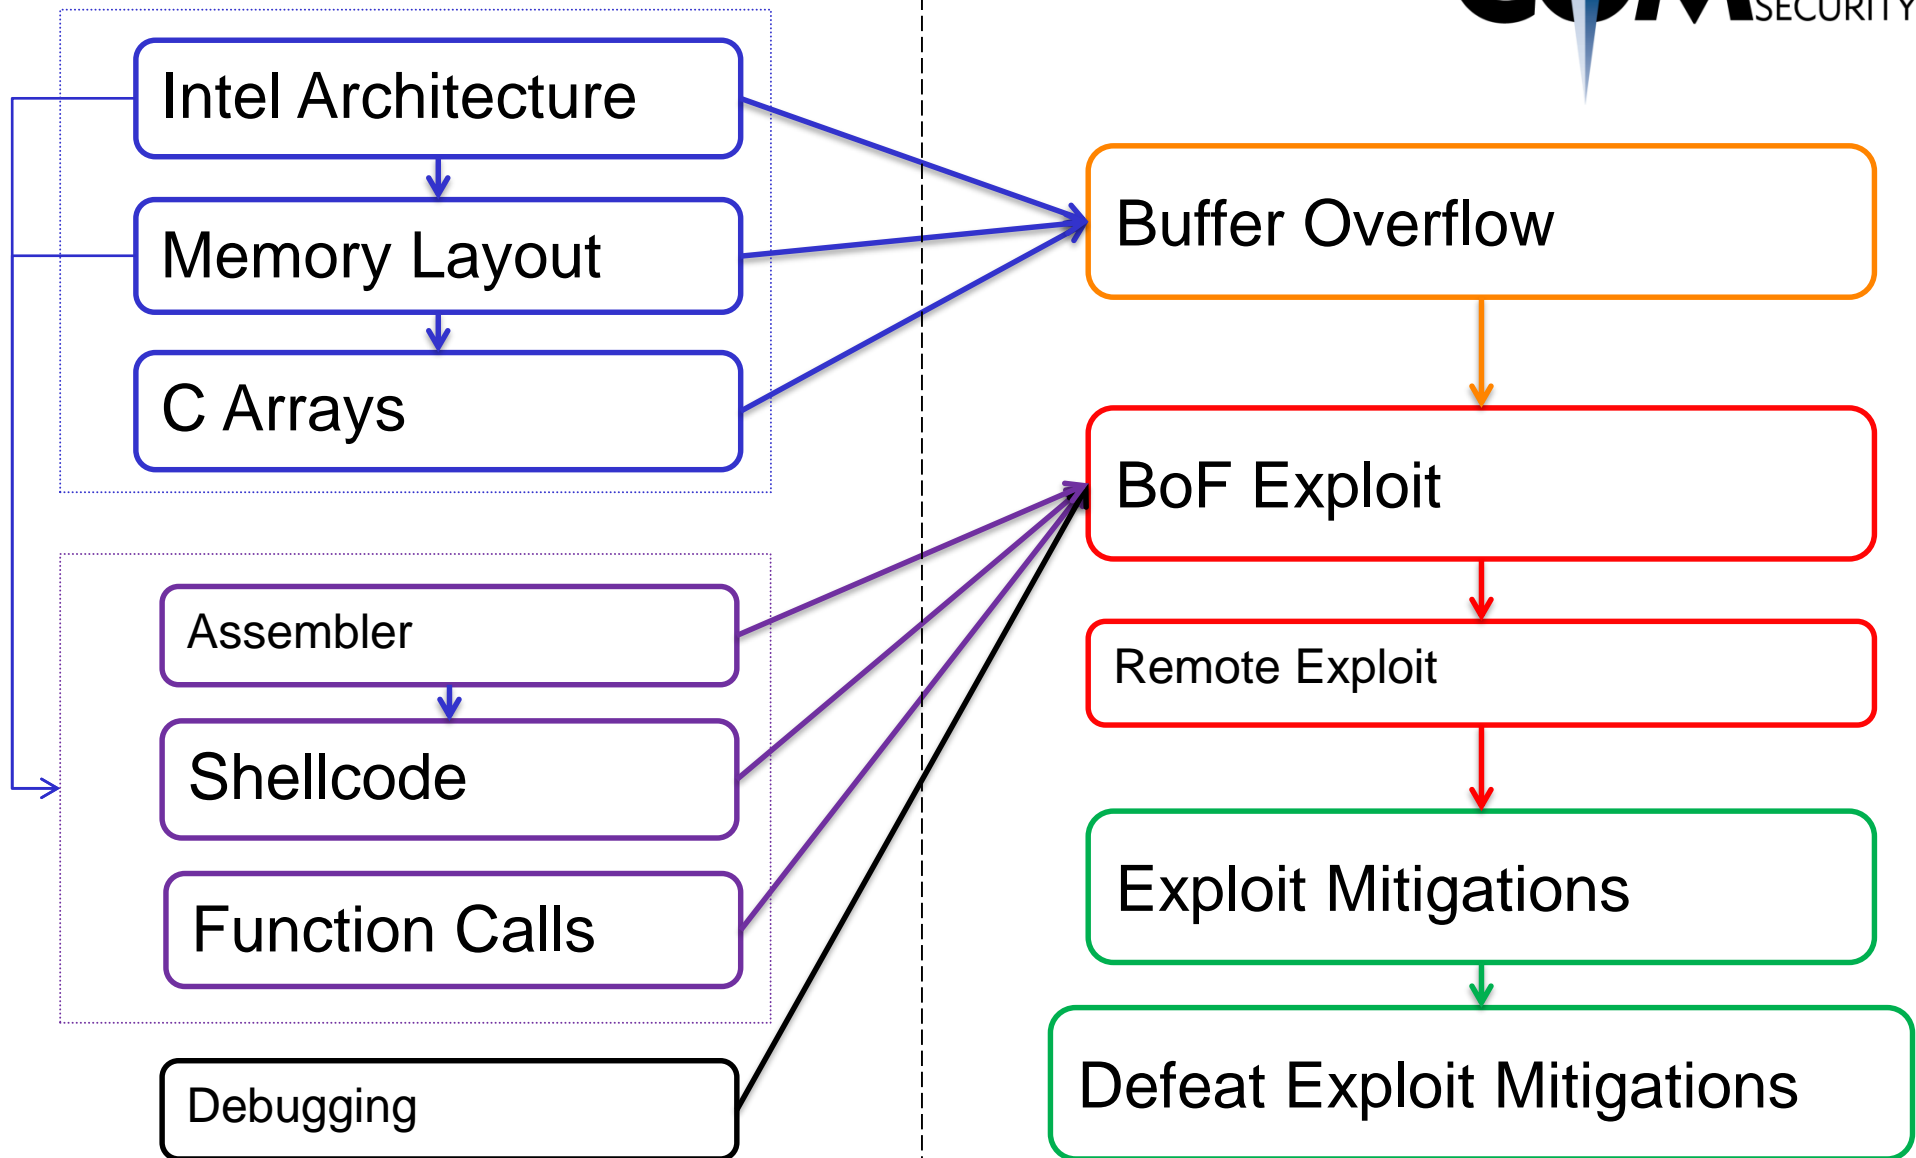 SECURITY
Intel Architecture
Memory Layout
C Arrays
Assembler
Shellcode
Function Calls
Debugging
Buffer Overflow
BoF Exploit
Remote Exploit
Exploit Mitigations
Defeat Exploit Mitigations